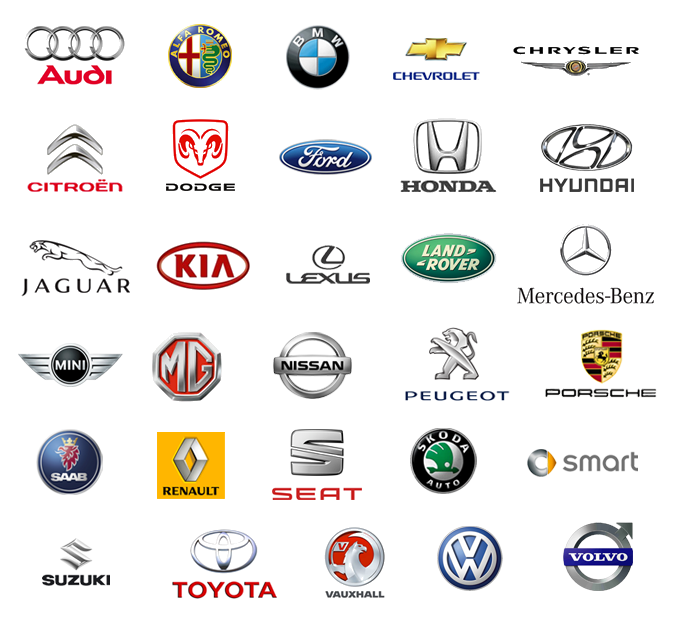 Audi
ALFA ROMEO
BMW
CHEVROLET
CHRYSLER
CITROËN
DODGE
Ford
HONDA
HYUNDAI
JAGUAR
KIA
LEXUS
LAND-
-ROVER
Mercedes-Benz
MINI
MG
NISSAN
PEUGEOT
PORSCHE
PORSCHE
SAAB
RENAULT
SEAT
SKODA
AUTO
smart
SUZUKI
TOYOTA
V
VAUXHALL
VW
VOLVO